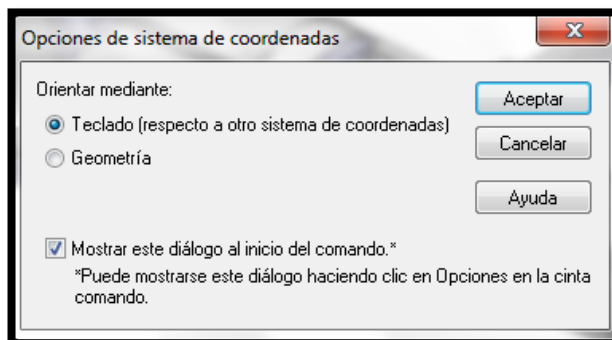 Opciones de sistema de coordenadas
Orientar mediante:
Teclado (respecto a otro sistema de coordenadas)
Geometría
Aceptar
Cancelar
Ayuda
Mostrar este diálogo al inicio del comando.*
*Puede mostrarse este diálogo haciendo clic en Opciones en la cinta
comando.